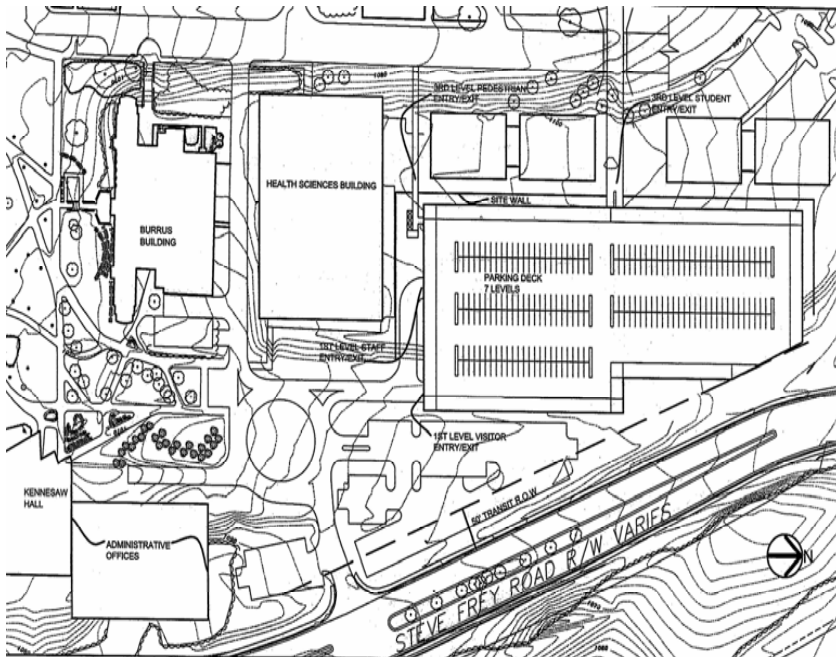 3RD LEVEL PEDESTRIAN
ENTRY/EXIT
3RD LEVEL STUDENT
ENTRY/EXIT
HEALTH SCIENCES BUILDING
SITE WALL
BURRUS
BUILDING
PARKING DECK
7 LEVELS
1ST LEVEL STAFF
ENTRY/EXIT
1ST LEVEL VISITOR
ENTRY/EXIT
KENNESAW
HALL
50' TRANSIT R.O.W
ADMINISTRATIVE
OFFICES
STEVE FREY ROAD R/W VARIES
N